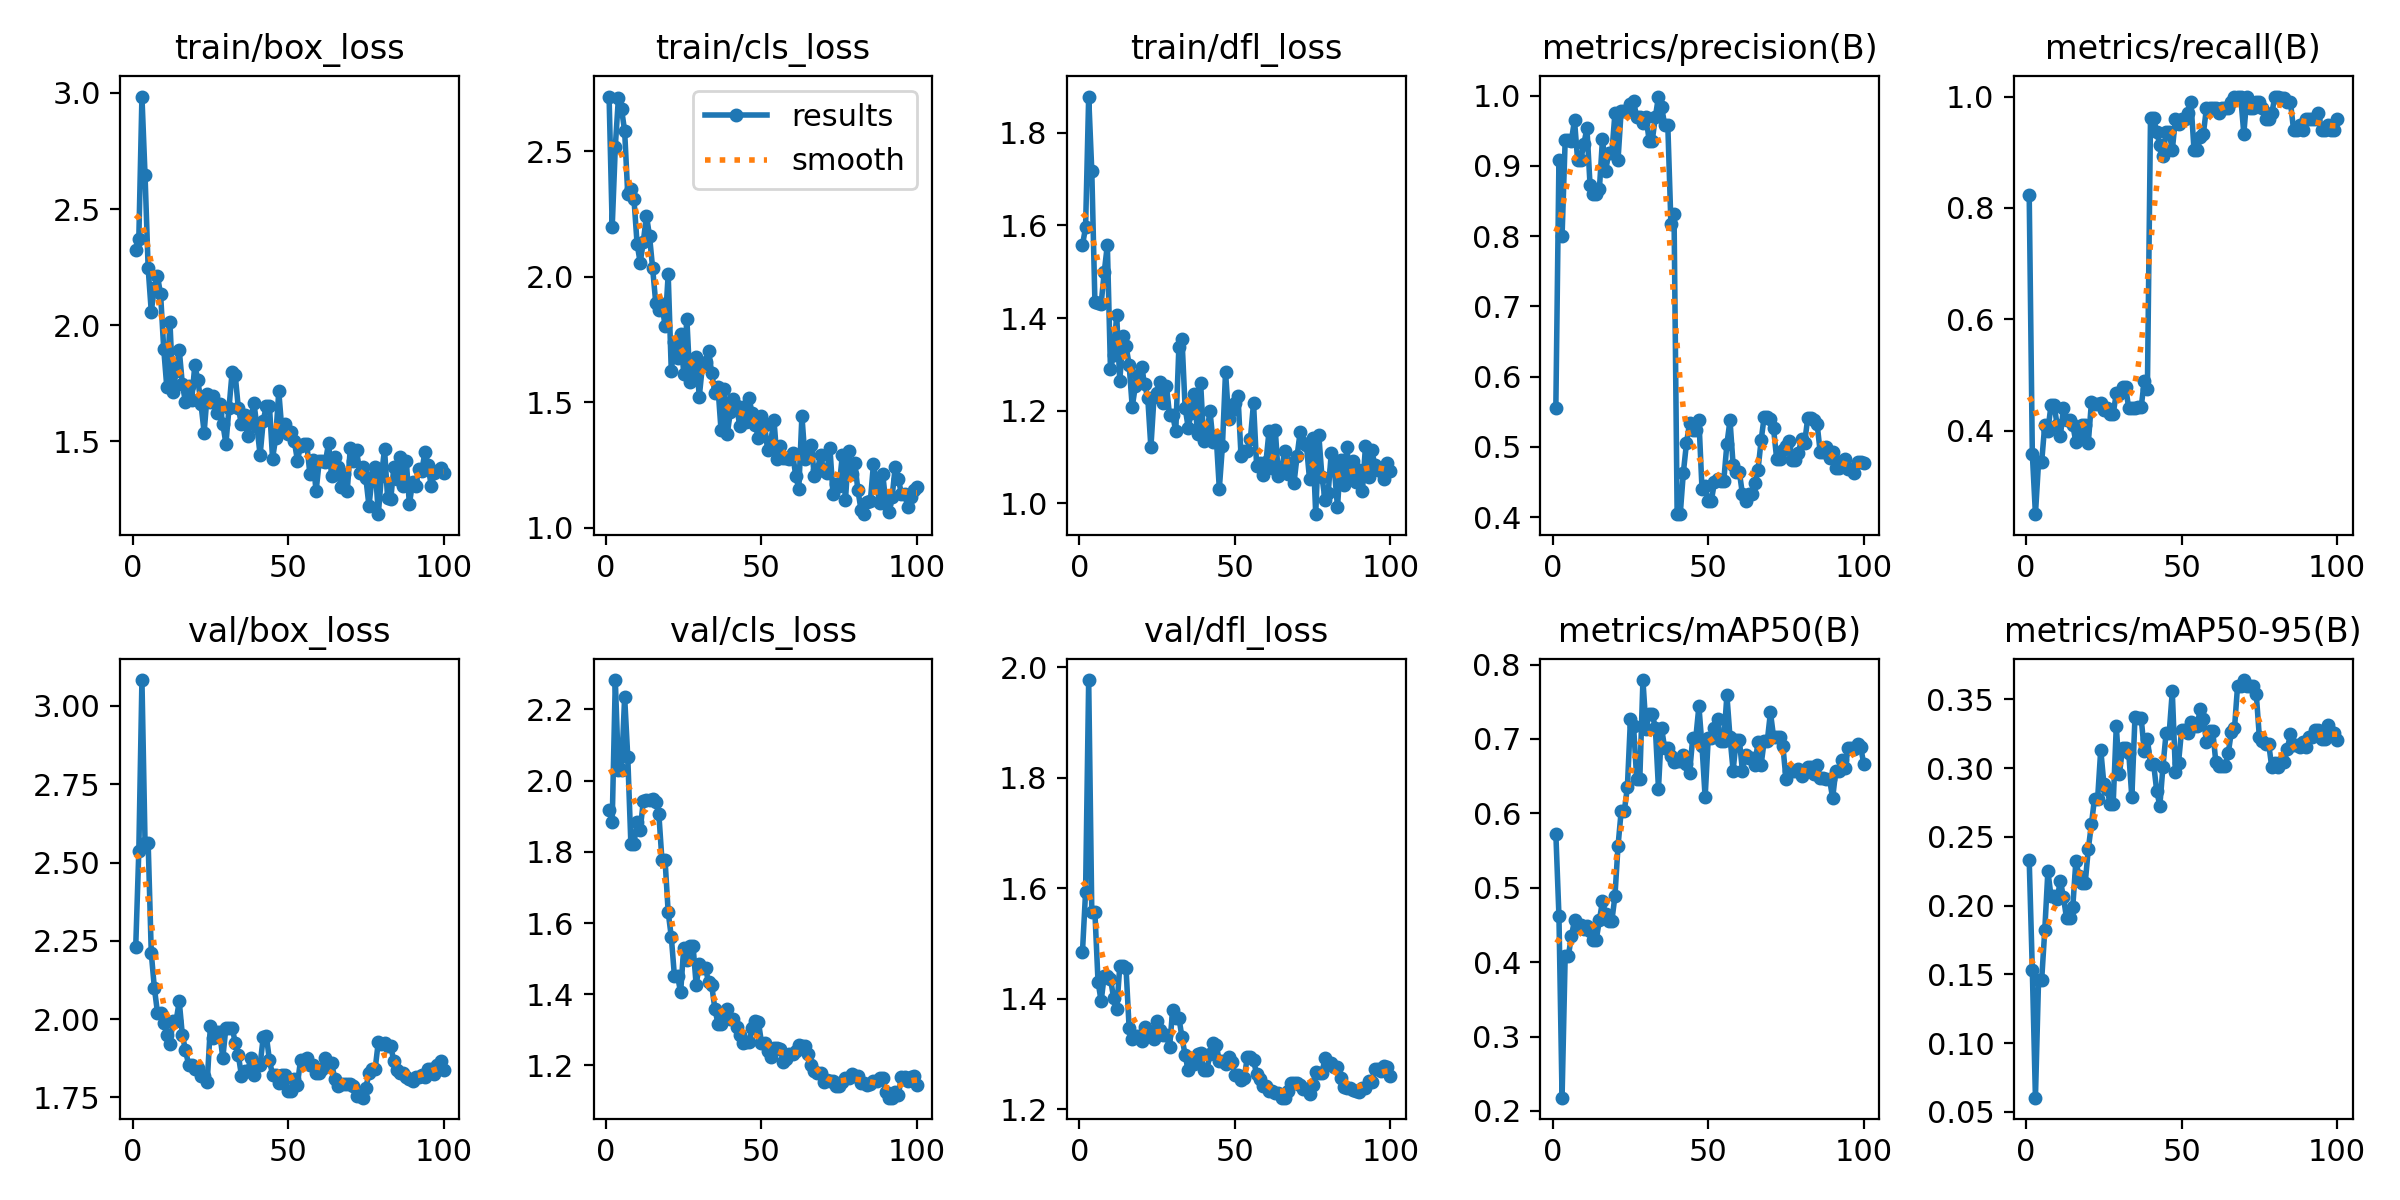 train/box_loss
train/cls_loss
train/dfl_loss
metrics/precision(B)
metrics/recall(B)
3.0
2.5
2.0
1.5
0 50 100
results
smooth
2.5
2.0
1.5
1.0
0 50 100
1.8
1.6
1.4
1.2
1.0
0 50 100
1.0
0.9
0.8
0.7
0.6
0.5
0.4
0 50 100
1.0
0.8
0.6
0.4
0 50 100
val/box_loss
val/cls_loss
val/dfl_loss
metrics/mAP50(B)
metrics/mAP50-95(B)
3.00
2.75
2.50
2.25
2.00
1.75
0 50 100
2.2
2.0
1.8
1.6
1.4
1.2
0 50 100
2.0
1.8
1.6
1.4
1.2
0 50 100
0.8
0.7
0.6
0.5
0.4
0.3
0.2
0 50 100
0.35
0.30
0.25
0.20
0.15
0.10
0.05
0 50 100